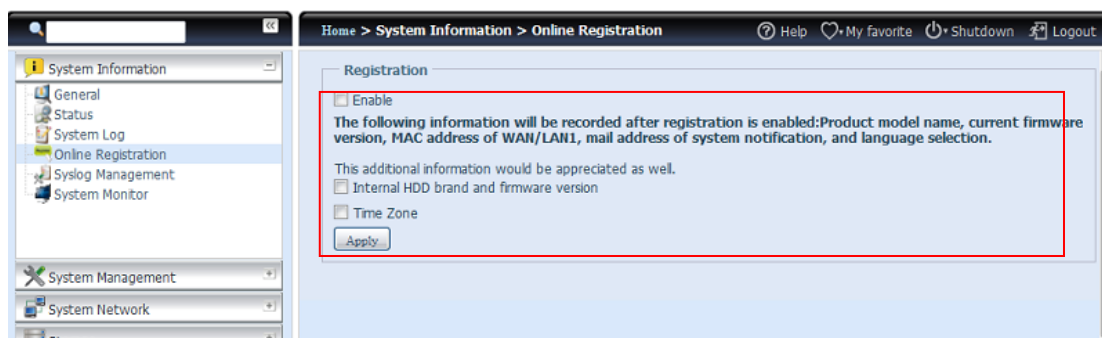 Home > System Information > Online Registration
Help My favorite Shutdown Logout
System Information
General
Status
System Log
Online Registration
Syslog Management
System Monitor
System Management
System Network
Registration
Enable
The following information will be recorded after registration is enabled:Product model name, current firmware
version, MAC address of WAN/LAN1, mail address of system notification, and language selection.
This additional information would be appreciated as well.
Internal HDD brand and firmware version
Time Zone
Apply